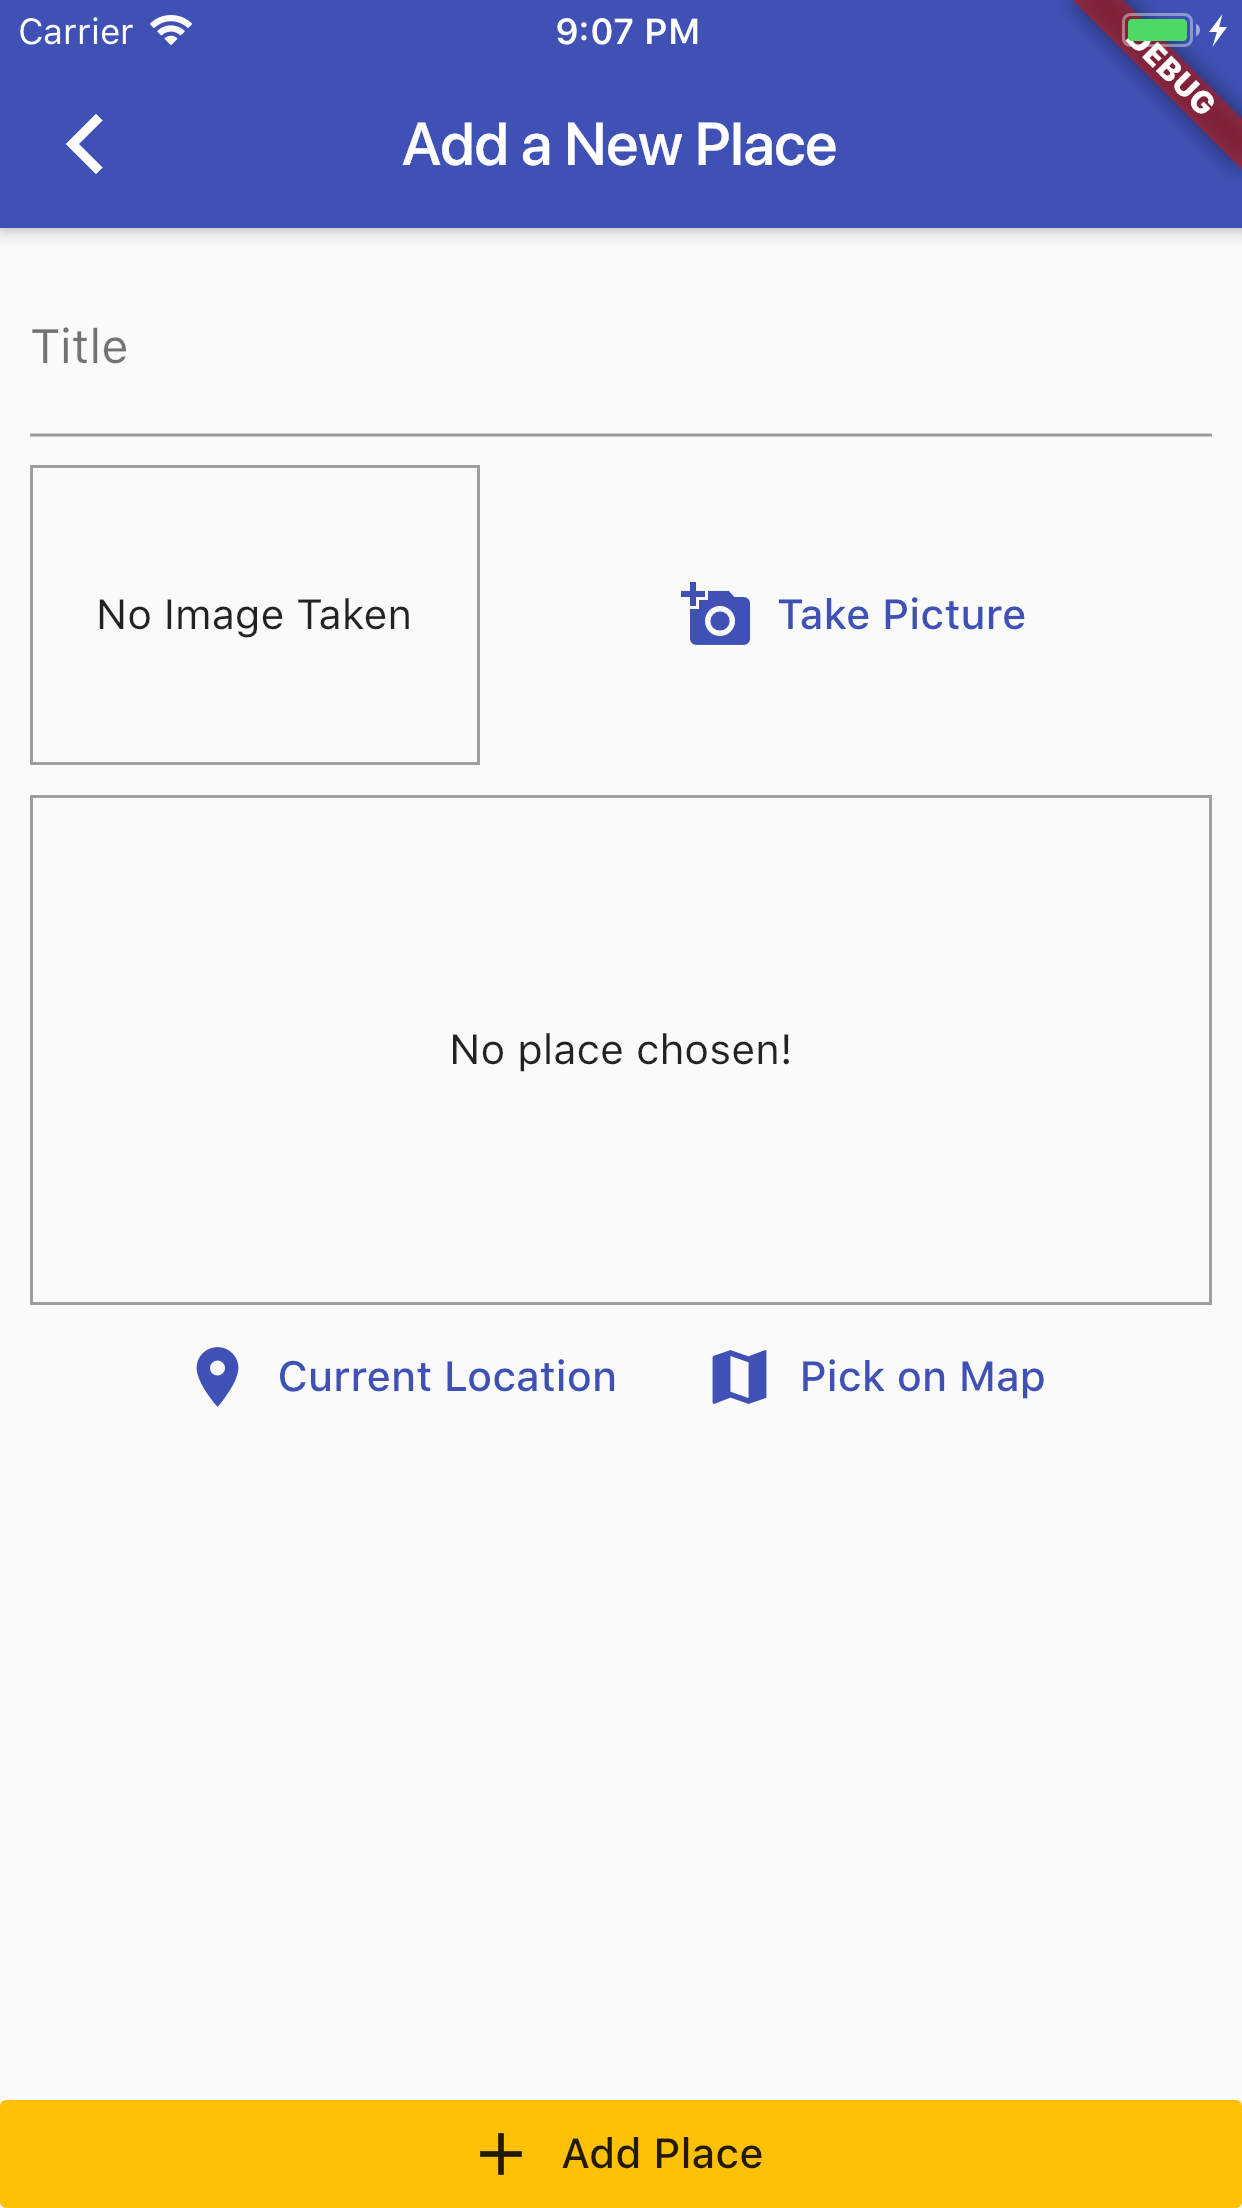 Carrier 9:07 PM
DEBUG
Add a New Place
Title
No Image Taken
Take Picture
No place chosen!
Current Location Pick on Map
Add Place